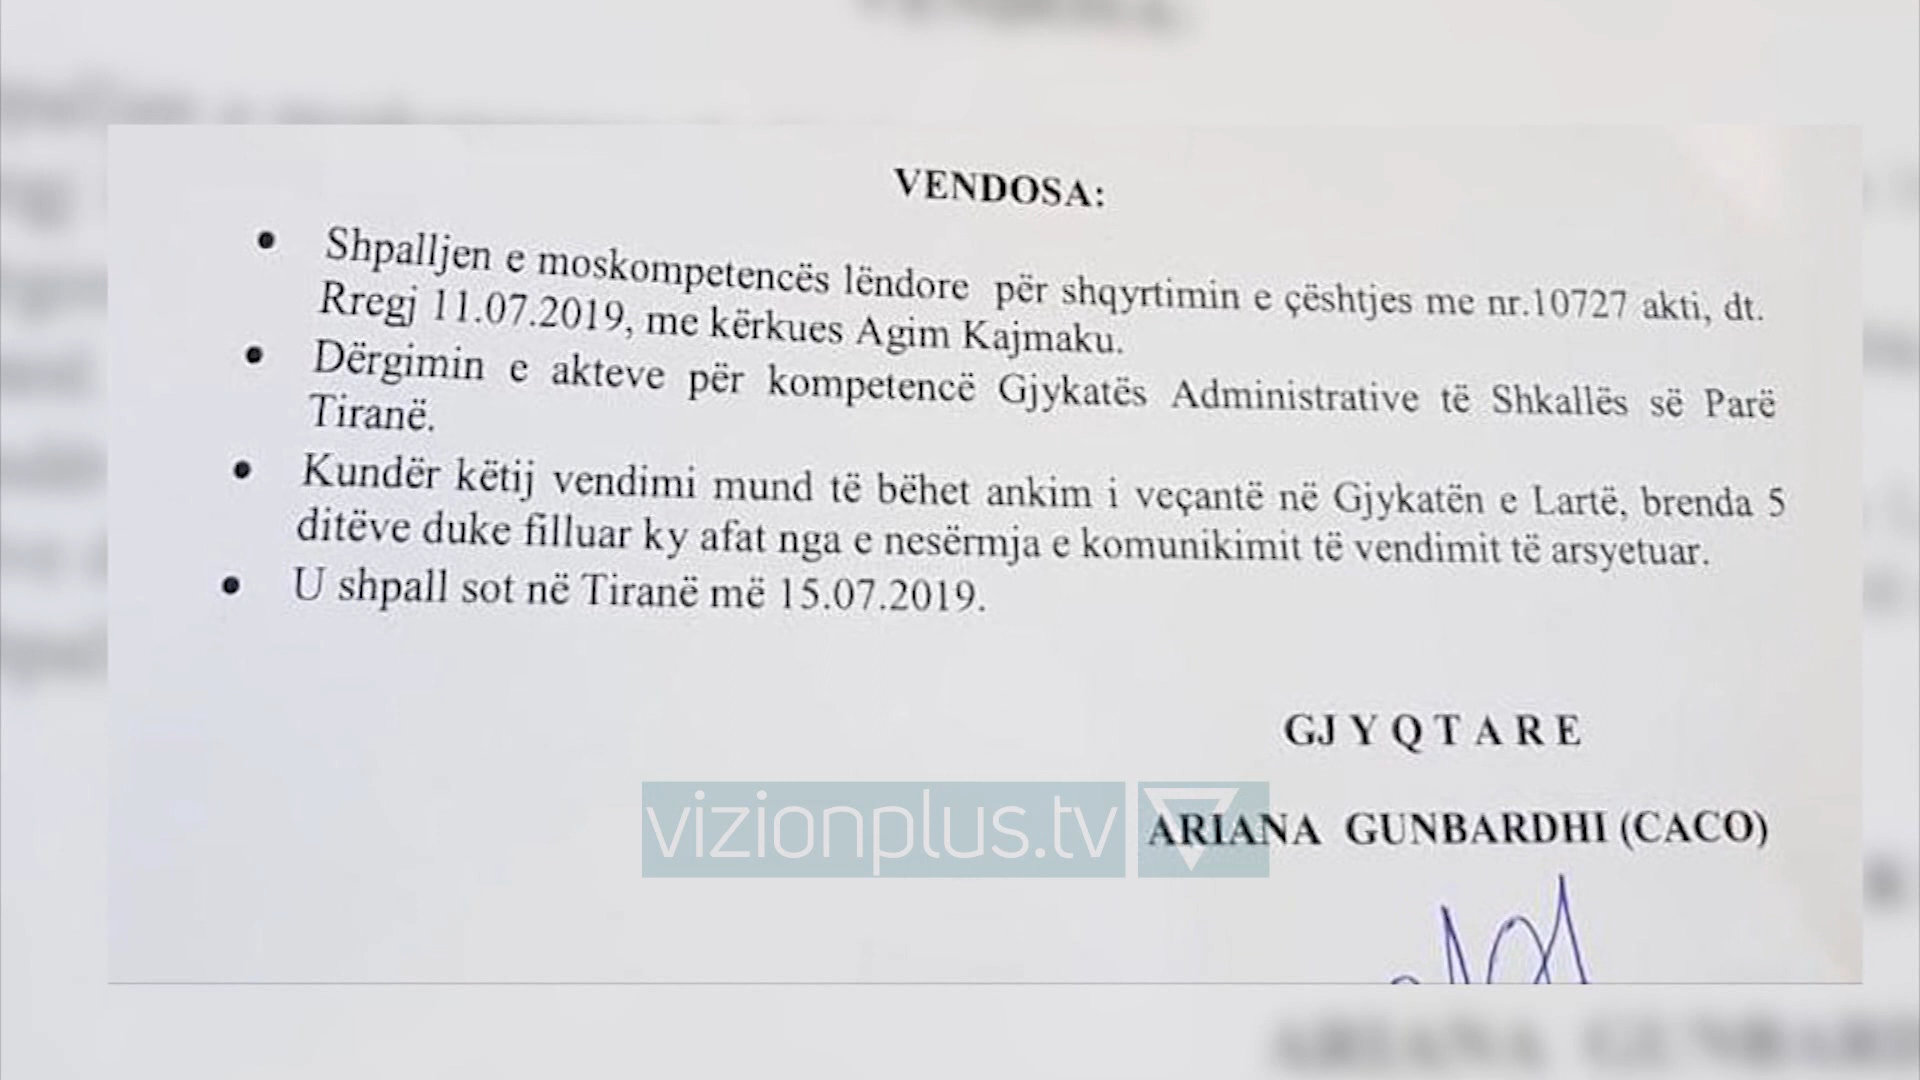 VENDOSA:
• Shpalljen e moskompetencës lëndore për shqyrtimin e çështjes me nr.10727 akti, dt.
Rregj 11.07.2019, me kërkues Agim Kajmaku.
• Dërgimin e akteve për kompetencë Gjykatës Administrative të Shkallës së Parë
Tiranë.
• Kundër këtij vendimi mund të bëhet ankim i veçantë në Gjykatën e Lartë, brenda 5
ditëve duke filluar ky afat nga e nesërmja e komunikimit të vendimit të arsyetuar.
• U shpall sot në Tiranë më 15.07.2019.
GJ Y Q T A R E
vizionplus.tv
ARIANA GUNBARDHI (CACO)